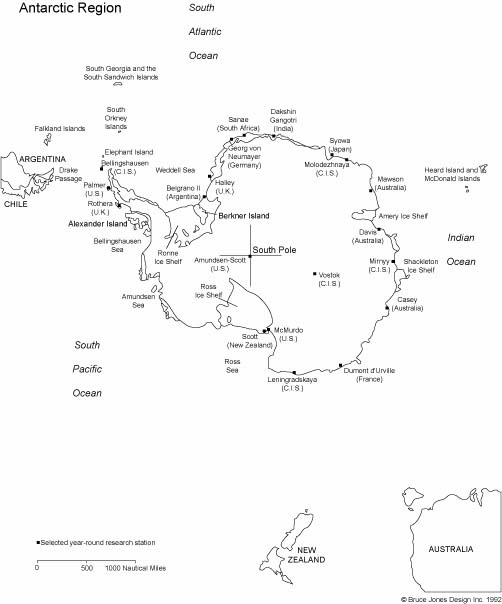 Antarctic Region
South
Atlantic
Ocean
South Georgia and the
South Sandwich Islands
South
Orkney
Islands
Falkland Islands
Elephant Island
ARGENTINA
Bellingshausen
(C.I.S.)
Drake
Passage
CHILE
Palmer
(U.S.)
Rothera
(U.K.)
Alexander Island
Bellingshausen
Sea
Amundsen
Sea
Weddell Sea
Sanae
(South Africa)
Dakshin
Gangotri
(India)
Georg von
Neumayer
(Germany)
Halley
(U.K.)
Belgrano II
(Argentina)
Berkner Island
Ronne
Ice Shelf
South Pole
Amundsen-Scott
(U.S.)
Ross
Ice Shelf
Vostok
(C.I.S.)
Syowa
(Japan)
Molodezhnaya
(C.I.S.)
Mawson
(Australia)
Heard Island and
McDonald Islands
Amery Ice Shelf
Davis
(Australia)
Indian
Ocean
Mirnyy
(C.I.S.)
Shackleton
Ice Shelf
Casey
(Australia)
McMurdo
(U.S.)
Scott
(New Zealand)
Ross
Sea
Leningradskaya
(C.I.S.)
Dumont d'Urville
(France)
South
Pacific
Ocean
Selected year-round research station
0 500 1000 Nautical Miles
NEW
ZEALAND
AUSTRALIA
© Bruce Jones Design Inc. 1992